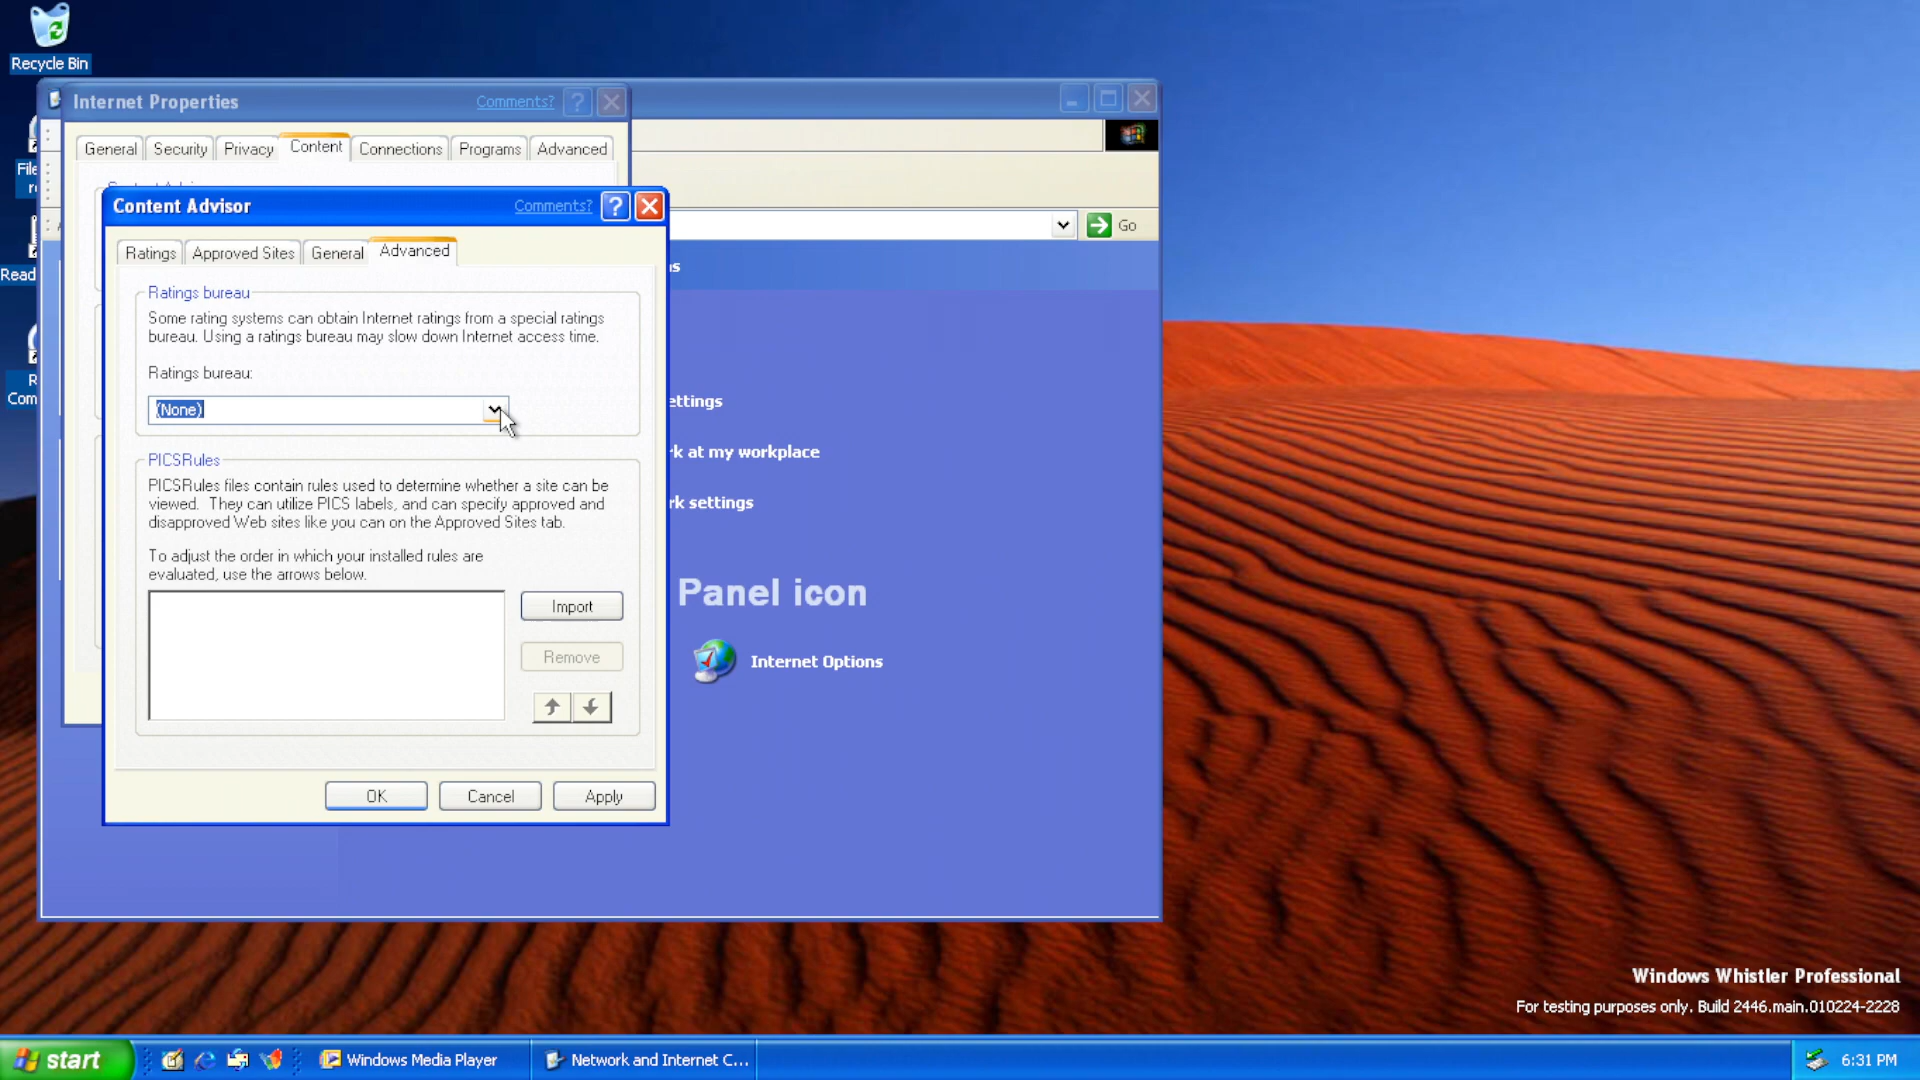 Recycle Bin
Internet Properties
Comments?
General
Security
Privacy
Content
Connections
Programs
Advanced
Content Advisor
Comments?
Ratings
Approved Sites
General
Advanced
Ratings bureau
Some rating systems can obtain Internet ratings from a special ratings
bureau. Using a ratings bureau may slow down Internet access time.
Ratings bureau:
(None)
PICSRules
PICSRules files contain rules used to determine whether a site can be
viewed. They can utilize PICS labels, and can specify approved and
disapproved Web sites like you can on the Approved Sites tab.
To adjust the order in which your installed rules are
evaluated, use the arrows below.
Import
Remove
OK
Cancel
Apply
Go
ettings
rk at my workplace
rk settings
Panel icon
Internet Options
File
Read
Com
Windows Whistler Professional
For testing purposes only. Build 2446.main.010224-2228
start
Windows Media Player
Network and Internet C...
6:31 PM